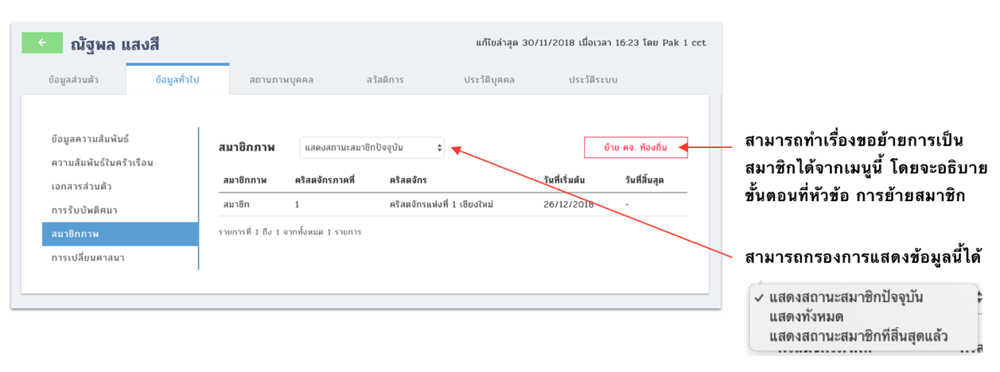 ← ณัฐพล แสงสี
แก้ไขล่าสุด 30/11/2018 เมื่อเวลา 16:23 โดย Pak 1 cct
ข้อมูลส่วนตัว ข้อมูลทั่วไป สถานภาพบุคคล สวัสดิการ ประวัติบุคคล ประวัติระบบ
ข้อมูลความสัมพันธ์
ความสัมพันธ์ในครัวเรือน
เอกสารส่วนตัว
การรับบัพติศมา
สมาชิกภาพ
การเปลี่ยนศาสนา
สมาชิกภาพ แสดงสถานะสมาชิกปัจจุบัน ย้าย คจ. ท้องถิ่น
สมาชิกภาพ คริสตจักรภาคที่ คริสตจักร วันที่เริ่มต้น วันที่สิ้นสุด
สมาชิก 1 คริสตจักรแห่งที่ 1 เชียงใหม่ 26/12/2018 -
รายการที่ 1 ถึง 1 จากทั้งหมด 1 รายการ
สามารถทำเรื่องขอย้ายการเป็น
สมาชิกได้จากเมนูนี้ โดยจะอธิบาย
ขั้นตอนที่หัวข้อ การย้ายสมาชิก
สามารถกรองการแสดงข้อมูลนี้ได้
✓ แสดงสถานะสมาชิกปัจจุบัน
แสดงทั้งหมด
แสดงสถานะสมาชิกที่สิ้นสุดแล้ว